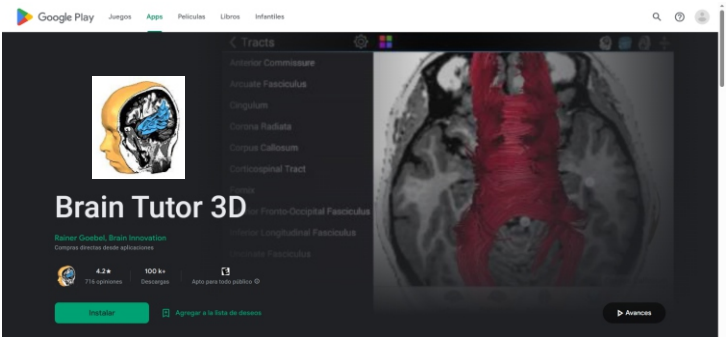 Google Play Juegos Apps Películas Libros Infantiles
Tracts
Anterior Commissure
Arcuate Fasciculus
Cingulum
Corona Radiata
Corpus Callosum
Corticospinal Tract
Fornix
Fronto-Occipital Fasciculus
Inferior Longitudinal Fasciculus
Uncinate Fasciculus
Brain Tutor 3D
Rainer Goebel, Brain Innovation
Compras directas desde aplicaciones
4.2★ 100 k+
716 opiniones Descargas Apto para todo público
Instalar Agregar a la lista de deseos Avances